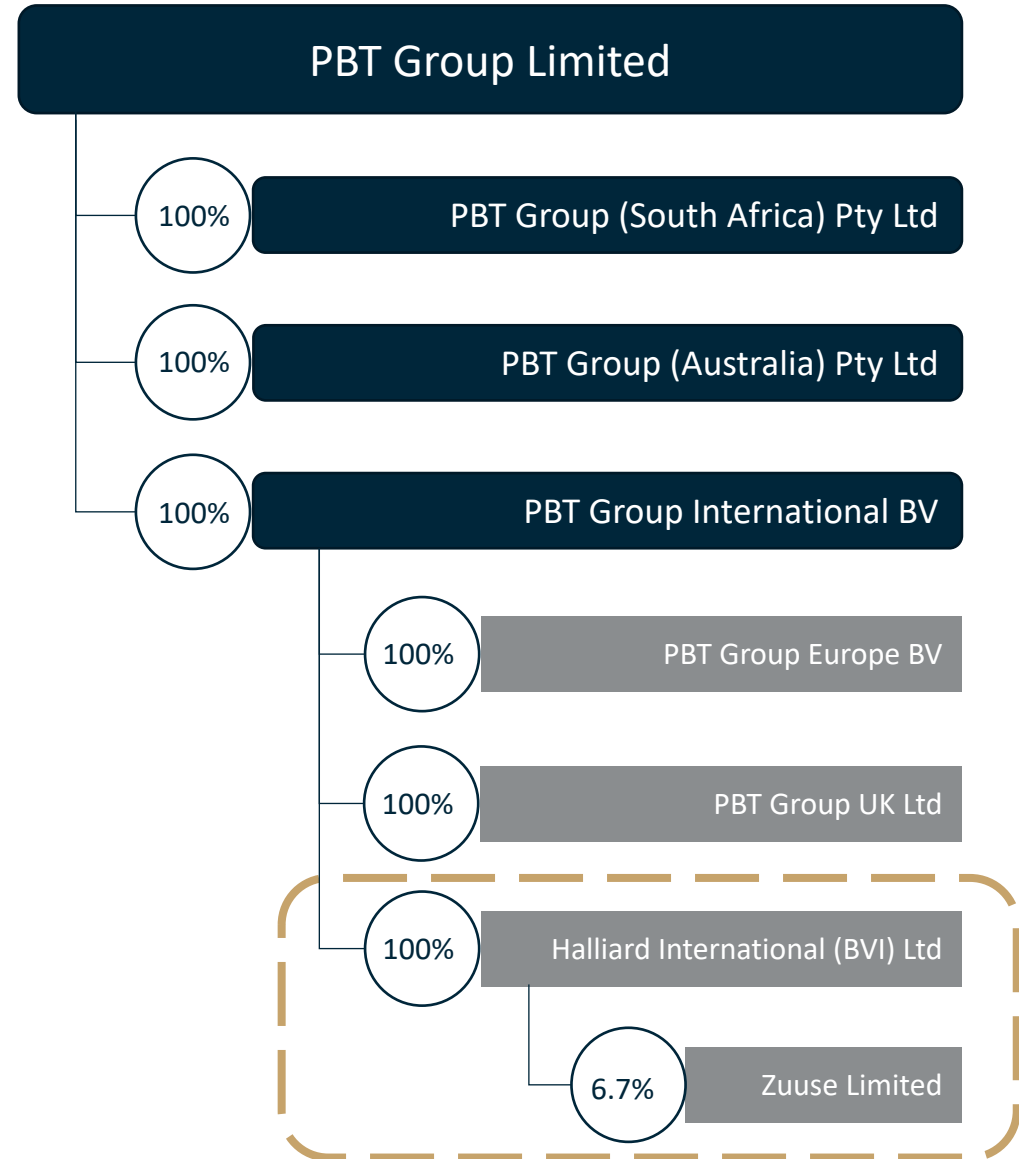 PBT Group Limited
100%
PBT Group (South Africa) Pty Ltd
100%
PBT Group (Australia) Pty Ltd
100%
PBT Group International BV
100%
PBT Group Europe BV
100%
PBT Group UK Ltd
100%
Halliard International (BVI) Ltd
6.7%
Zuuse Limited